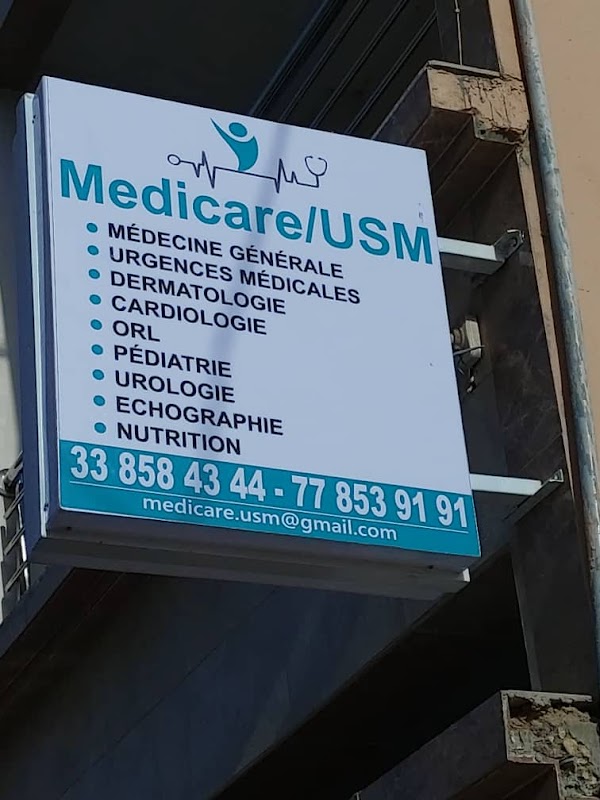 Medicare/USM
• MÉDECINE GÉNÉRALE
• URGENCES MÉDICALES
• DERMATOLOGIE
• CARDIOLOGIE
• ORL
• PÉDIATRIE
• UROLOGIE
• ECHOGRAPHIE
• NUTRITION
33 858 43 44 - 77 853 91 91
medicare.usm@gmail.com